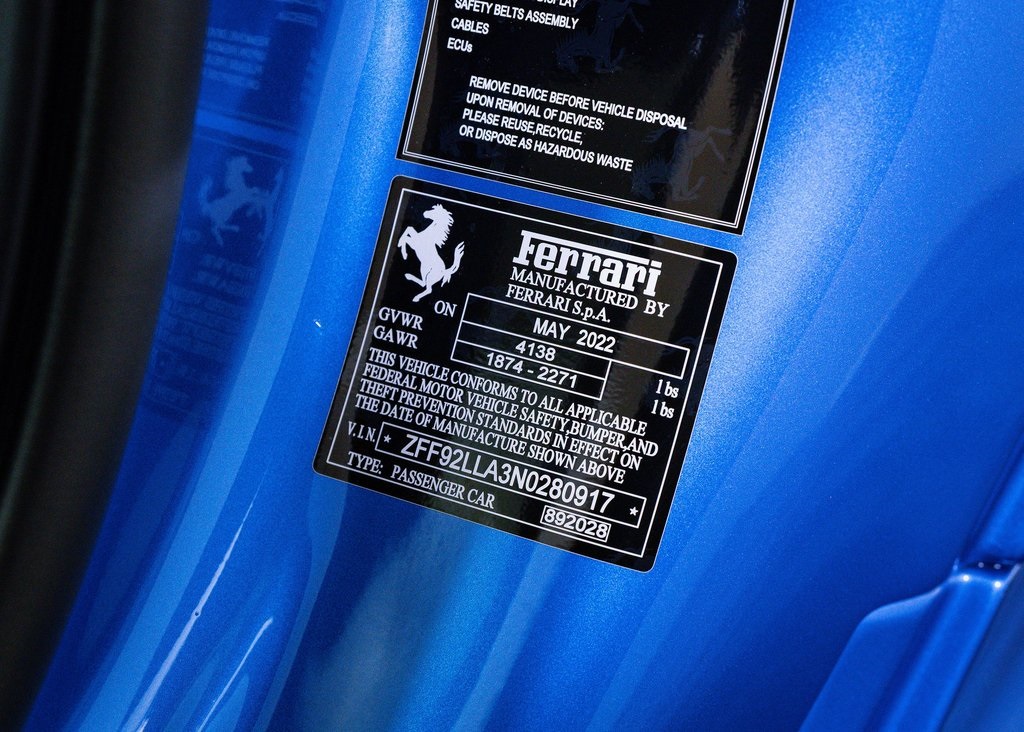 DISPLAY
SAFETY BELTS ASSEMBLY
CABLES
ECUs
REMOVE DEVICE BEFORE VEHICLE DISPOSAL
UPON REMOVAL OF DEVICES:
PLEASE REUSE,RECYCLE,
OR DISPOSE AS HAZARDOUS WASTE
Ferrari
MANUFACTURED BY
FERRARI S.p.A.
ON MAY 2022
GVWR 4138 lbs
GAWR 1874 - 2271 lbs
THIS VEHICLE CONFORMS TO ALL APPLICABLE
FEDERAL MOTOR VEHICLE SAFETY,BUMPER,AND
THEFT PREVENTION STANDARDS IN EFFECT ON
THE DATE OF MANUFACTURE SHOWN ABOVE
V.I.N. * ZFF92LLA3N0280917 *
TYPE: PASSENGER CAR 892028